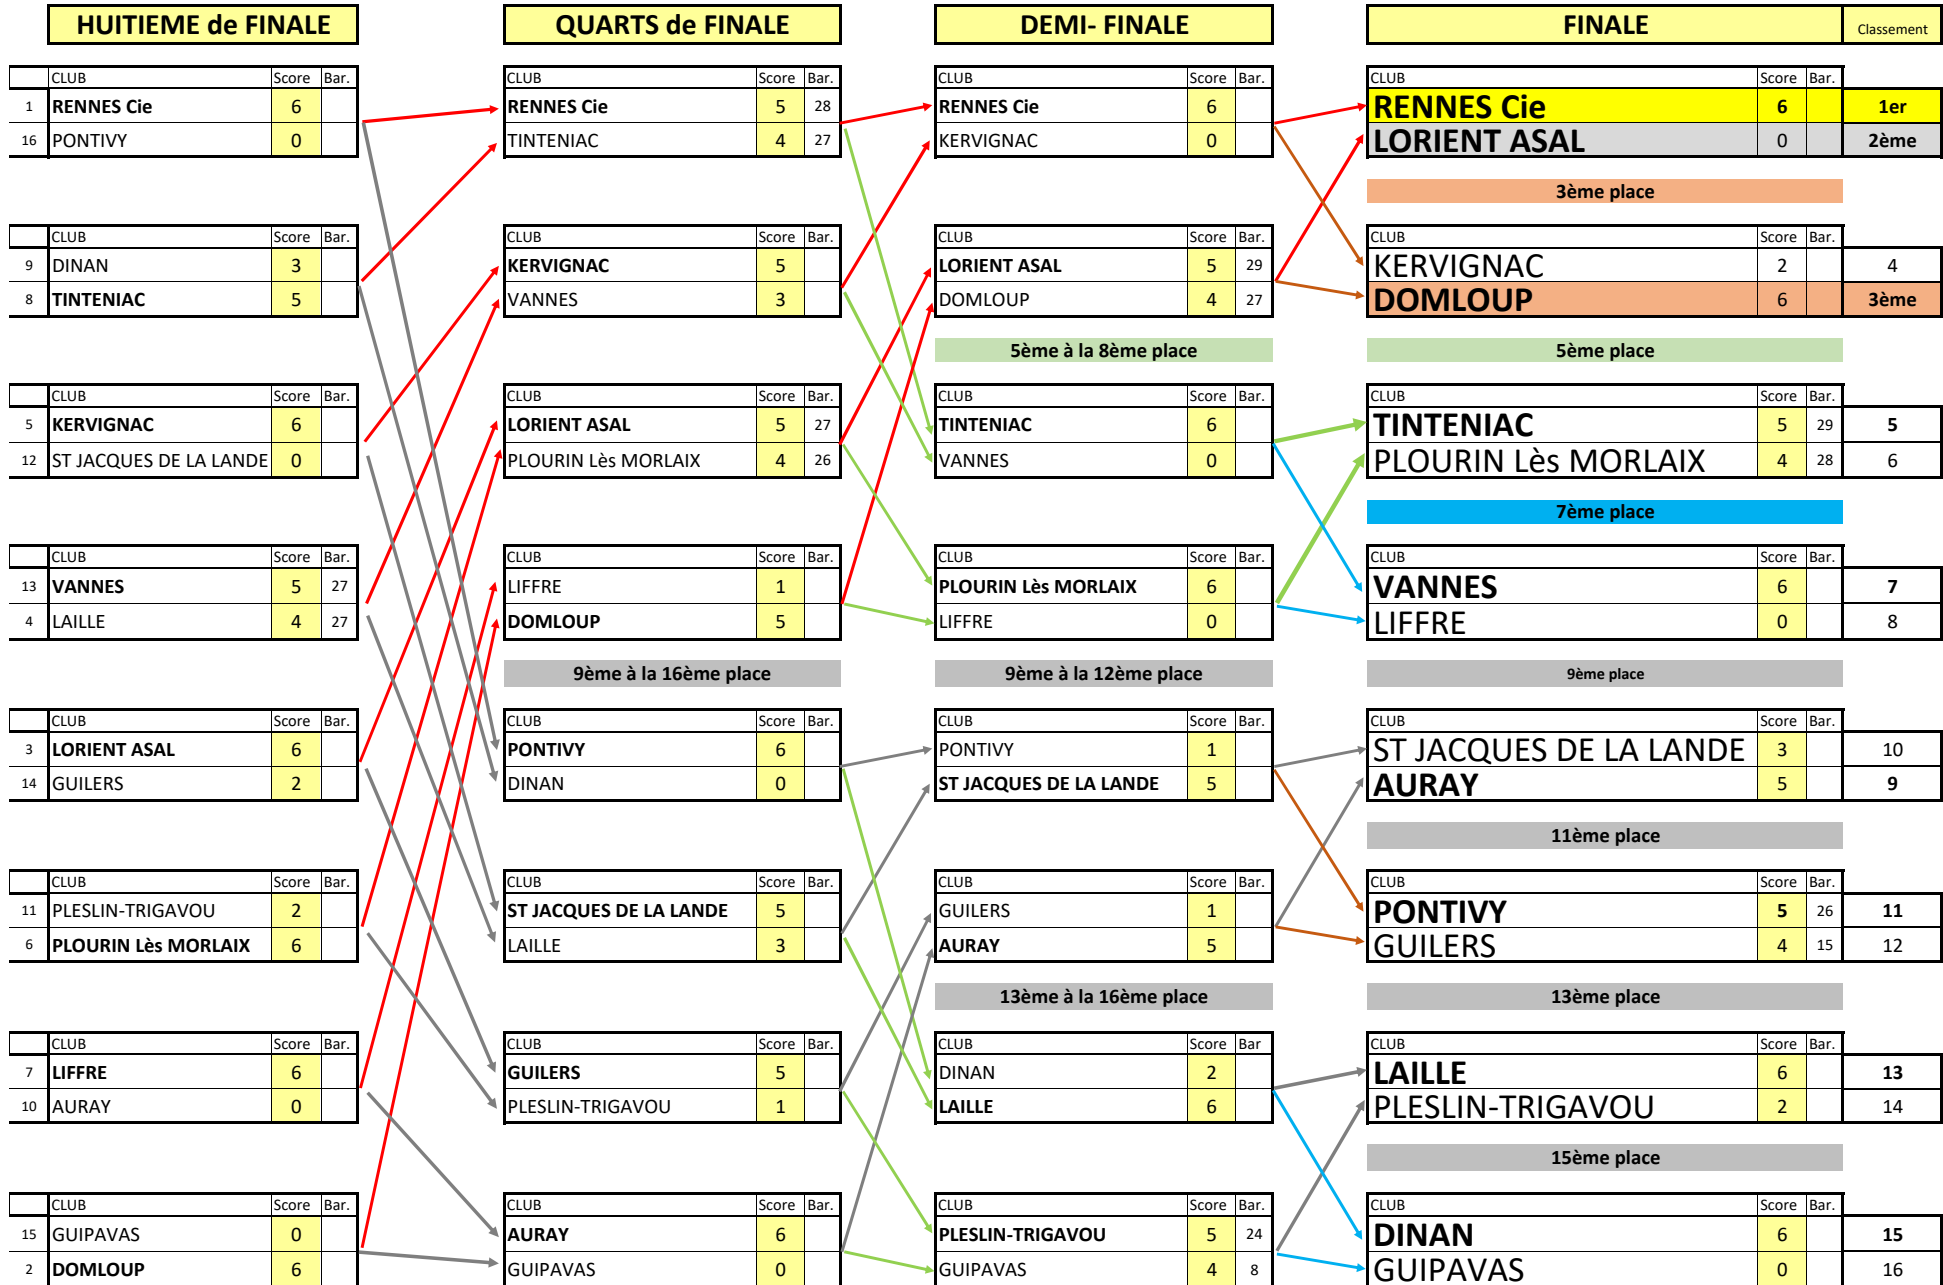 HUITIEME de FINALE
CLUB Score Bar.
1 RENNES Cie 6
16 PONTIVY 0
CLUB Score Bar.
9 DINAN 3
8 TINTENIAC 5
CLUB Score Bar.
5 KERVIGNAC 6
12 ST JACQUES DE LA LANDE 0
CLUB Score Bar.
13 VANNES 5 27
4 LAILLE 4 27
CLUB Score Bar.
3 LORIENT ASAL 6
14 GUILERS 2
CLUB Score Bar.
11 PLESLIN-TRIGAVOU 2
6 PLOURIN Lès MORLAIX 6
CLUB Score Bar.
7 LIFFRE 6
10 AURAY 0
CLUB Score Bar.
15 GUIPAVAS 0
2 DOMLOUP 6
QUARTS de FINALE
CLUB Score Bar.
RENNES Cie 5 28
TINTENIAC 4 27
CLUB Score Bar.
KERVIGNAC 5
VANNES 3
CLUB Score Bar.
LORIENT ASAL 5 27
PLOURIN Lès MORLAIX 4 26
CLUB Score Bar.
LIFFRE 1
DOMLOUP 5
9ème à la 16ème place
CLUB Score Bar.
PONTIVY 6
DINAN 0
CLUB Score Bar.
ST JACQUES DE LA LANDE 5
LAILLE 3
CLUB Score Bar.
GUILERS 5
PLESLIN-TRIGAVOU 1
CLUB Score Bar.
AURAY 6
GUIPAVAS 0
DEMI- FINALE
CLUB Score Bar.
RENNES Cie 6
KERVIGNAC 0
CLUB Score Bar.
LORIENT ASAL 5 29
DOMLOUP 4 27
5ème à la 8ème place
CLUB Score Bar.
TINTENIAC 6
VANNES 0
CLUB Score Bar
PLOURIN Lès MORLAIX 6
LIFFRE 0
9ème à la 12ème place
CLUB Score Bar.
PONTIVY 1
ST JACQUES DE LA LANDE 5
CLUB Score Bar.
GUILERS 1
AURAY 5
13ème à la 16ème place
CLUB Score Bar
DINAN 2
LAILLE 6
CLUB Score Bar
PLESLIN-TRIGAVOU 5 24
GUIPAVAS 4 8
FINALE Classement
CLUB Score Bar.
RENNES Cie 6 1er
LORIENT ASAL 0 2ème
3ème place
CLUB Score Bar.
KERVIGNAC 2 4
DOMLOUP 6 3ème
5ème place
CLUB Score Bar.
TINTENIAC 5 29 5
PLOURIN Lès MORLAIX 4 28 6
7ème place
CLUB Score Bar.
VANNES 6 7
LIFFRE 0 8
9ème place
CLUB Score Bar.
ST JACQUES DE LA LANDE 3 10
AURAY 5 9
11ème place
CLUB Score Bar.
PONTIVY 5 26 11
GUILERS 4 15 12
13ème place
CLUB Score Bar.
LAILLE 6 13
PLESLIN-TRIGAVOU 2 14
15ème place
CLUB Score Bar.
DINAN 6 15
GUIPAVAS 0 16